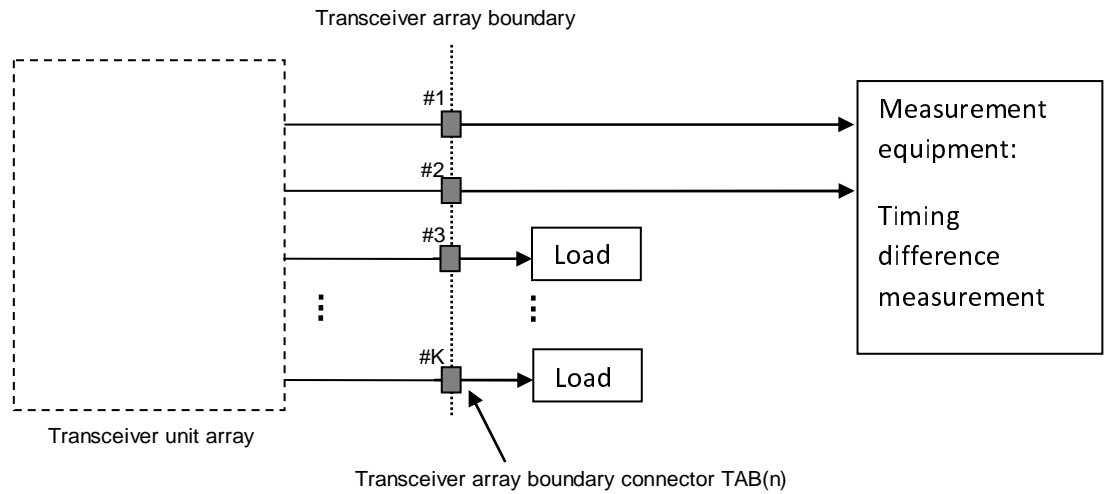 Transceiver array boundary
#1
Measurement
equipment:
#2
Timing
difference
measurement
#3
Load
#K
Load
Transceiver unit array
Transceiver array boundary connector TAB(n)